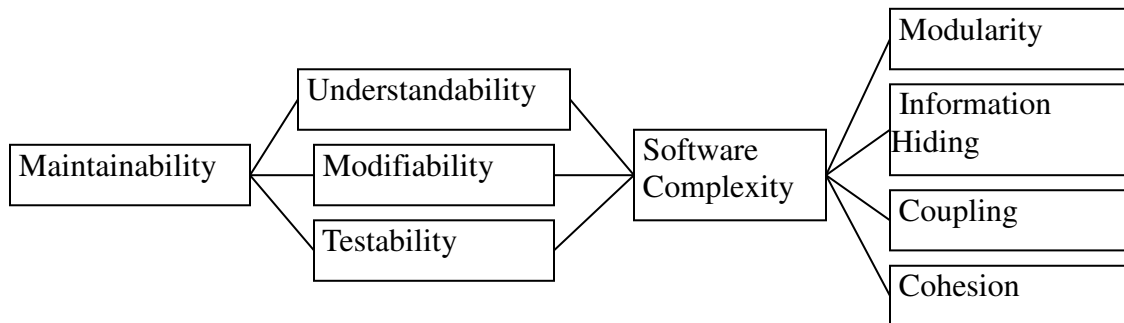 Maintainability
Understandability
Modifiability
Testability
Software
Complexity
Modularity
Information
Hiding
Coupling
Cohesion